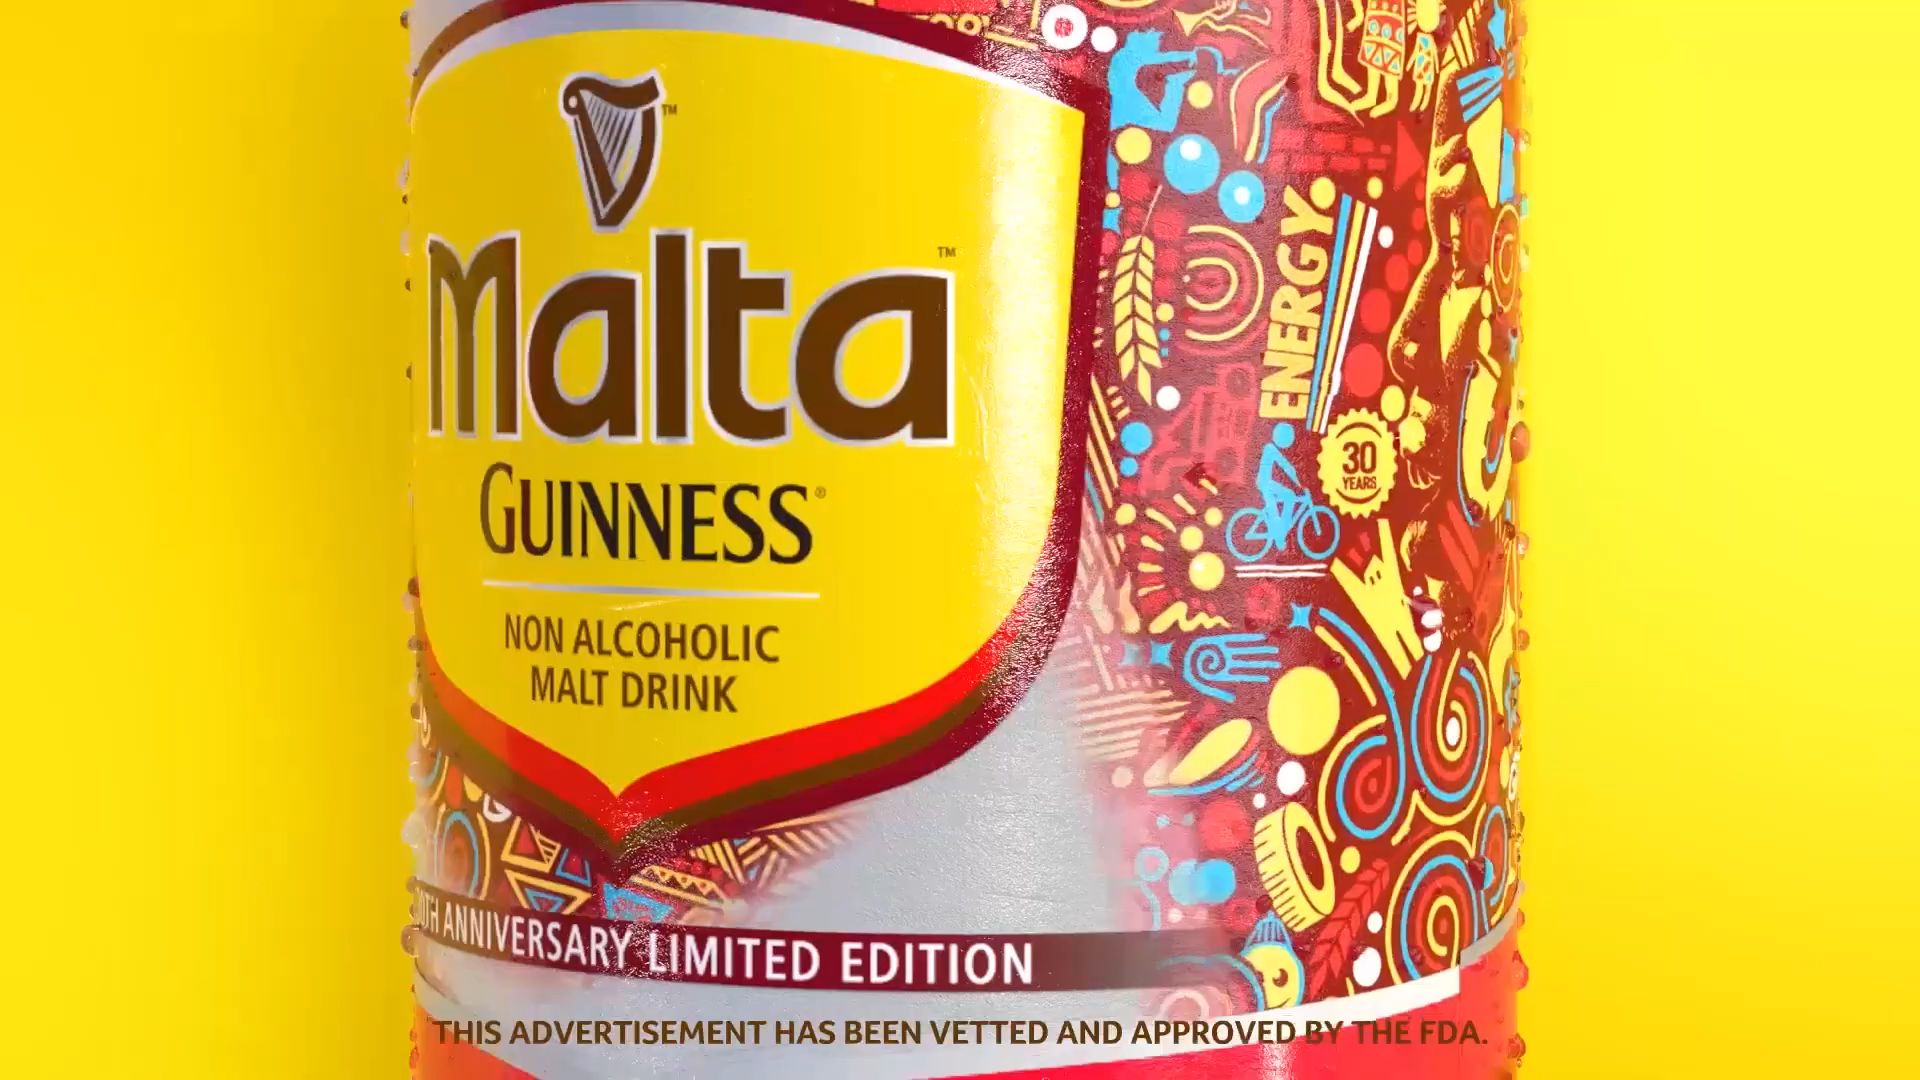 Malta™
GUINNESS®
NON ALCOHOLIC
MALT DRINK
ENERGY
30
YEARS
ANNIVERSARY LIMITED EDITION
THIS ADVERTISEMENT HAS BEEN VETTED AND APPROVED BY THE FDA.